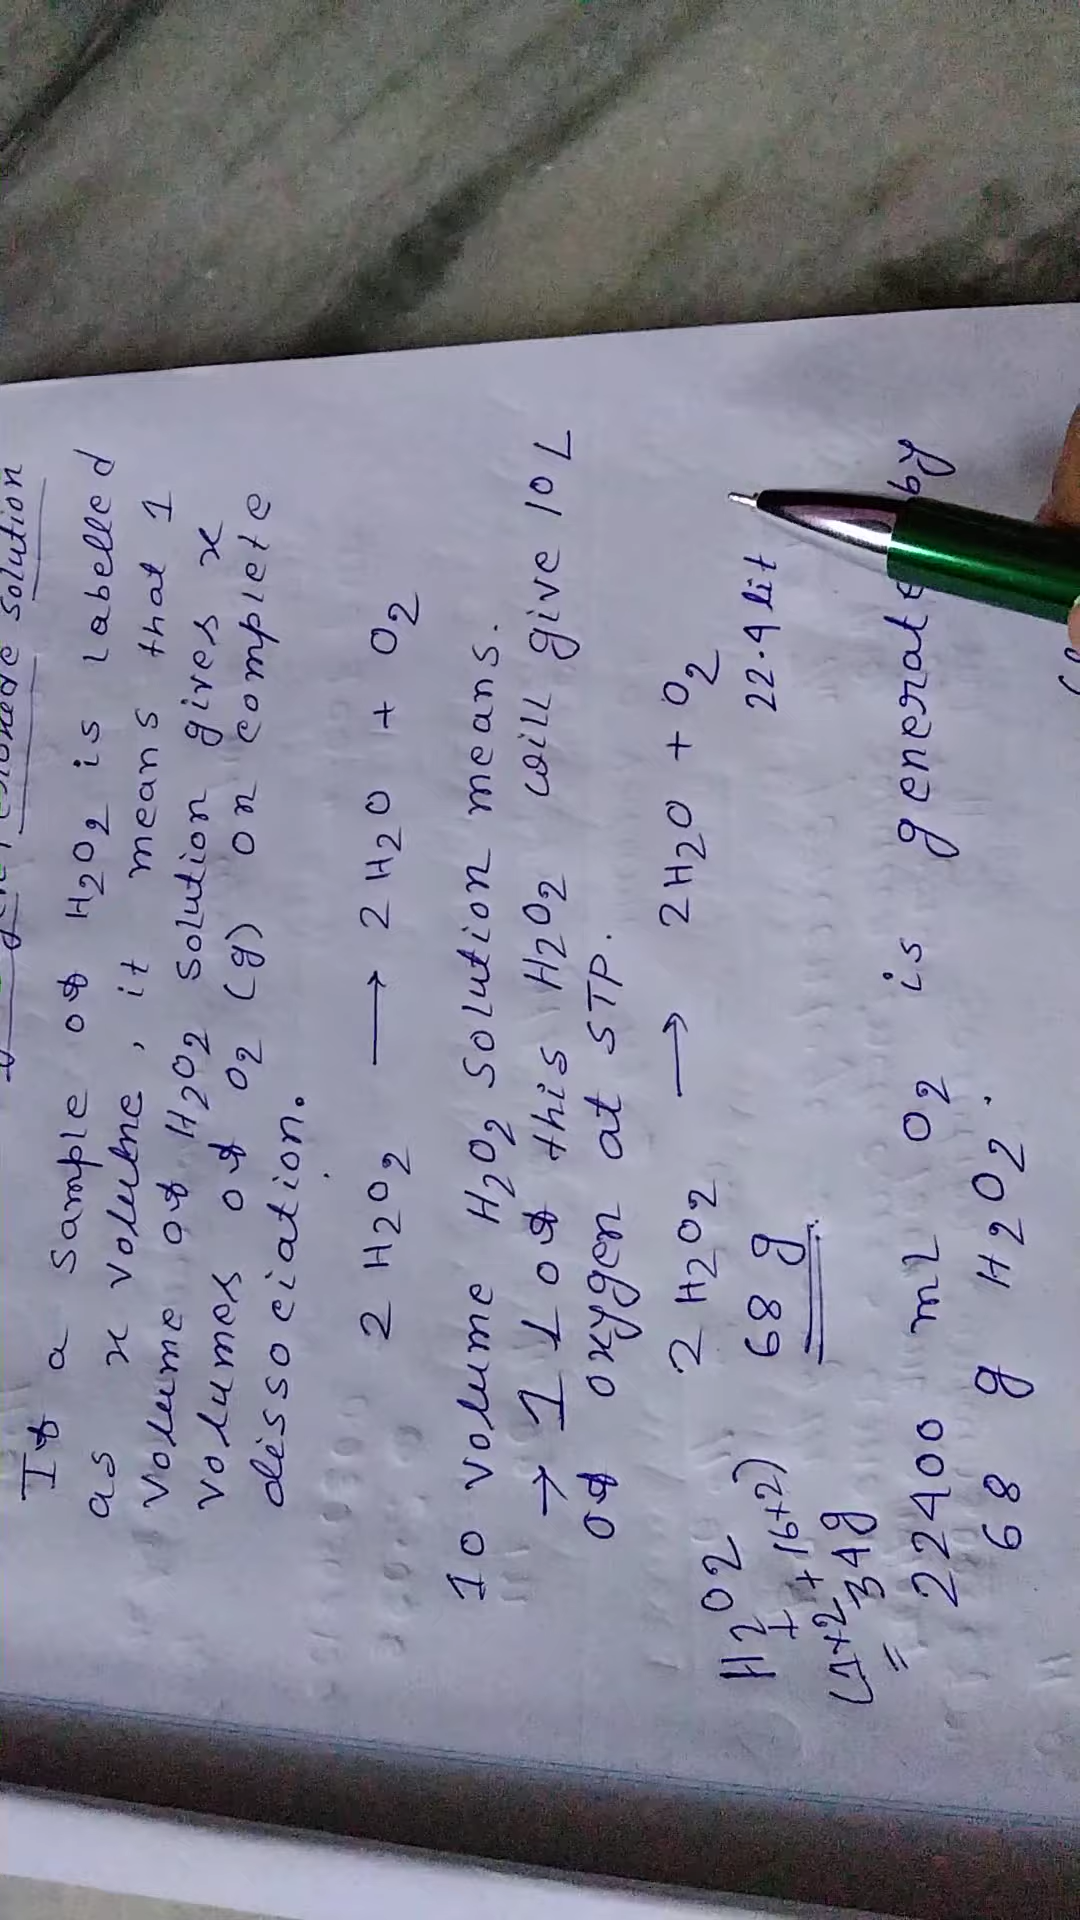 Solution
If a sample of H2O2 is labelled
as x volume, it means that 1
volume of H2O2 solution gives x
volumes of O2 (g) on complete
dissociation.
2 H2O2 → 2 H2O + O2
10 volume H2O2 solution means.
→ 1 L of this H2O2 will give 10 L
of oxygen at STP.
2 H2O2 → 2H2O + O2
68 g 22.4 lit
H2O2
(1×2 + 16×2)
= 34g
22400 mL O2 is generate by
68 g H2O2.